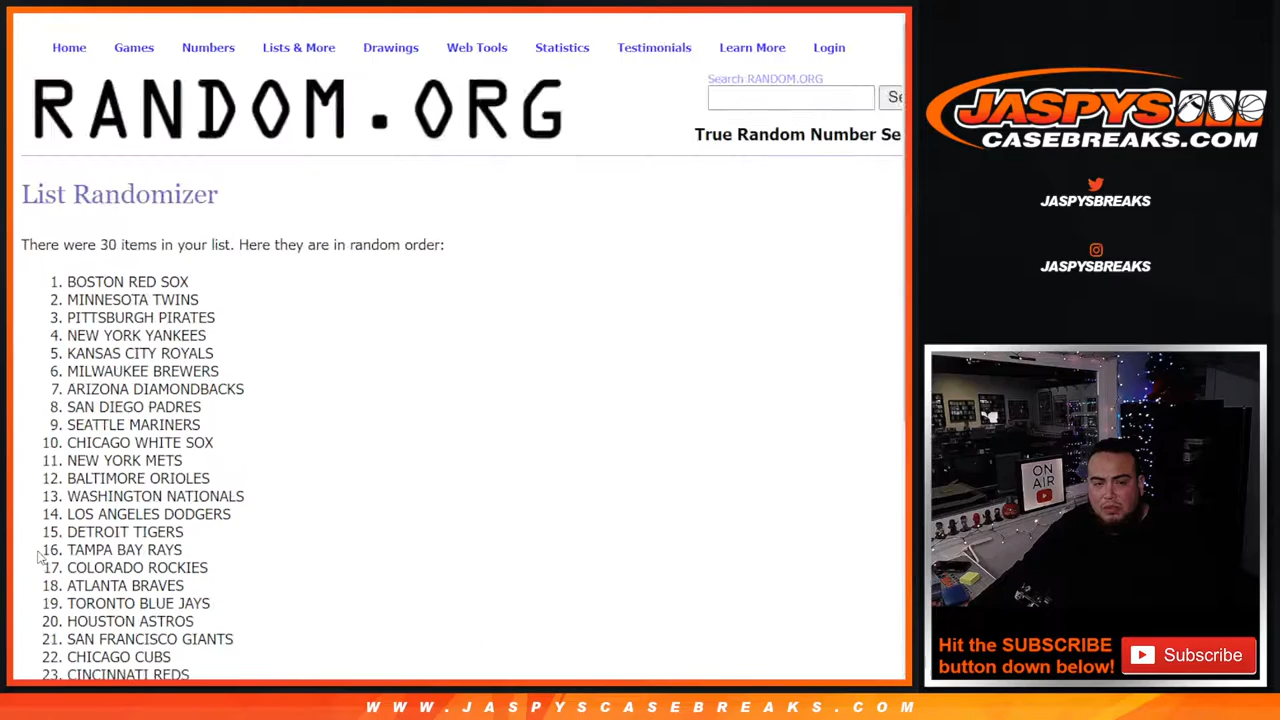 Home Games Numbers Lists & More Drawings Web Tools Statistics Testimonials Learn More Login
RANDOM.ORG
Search RANDOM.ORG
Se
True Random Number Se
List Randomizer
There were 30 items in your list. Here they are in random order:
1. BOSTON RED SOX
2. MINNESOTA TWINS
3. PITTSBURGH PIRATES
4. NEW YORK YANKEES
5. KANSAS CITY ROYALS
6. MILWAUKEE BREWERS
7. ARIZONA DIAMONDBACKS
8. SAN DIEGO PADRES
9. SEATTLE MARINERS
10. CHICAGO WHITE SOX
11. NEW YORK METS
12. BALTIMORE ORIOLES
13. WASHINGTON NATIONALS
14. LOS ANGELES DODGERS
15. DETROIT TIGERS
16. TAMPA BAY RAYS
17. COLORADO ROCKIES
18. ATLANTA BRAVES
19. TORONTO BLUE JAYS
20. HOUSTON ASTROS
21. SAN FRANCISCO GIANTS
22. CHICAGO CUBS
23. CINCINNATI REDS
JASPYS
CASEBREAKS.COM
JASPYSBREAKS
JASPYSBREAKS
ON
AIR
Hit the SUBSCRIBE
button down below!
Subscribe
WWW.JASPYSCASEBREAKS.COM